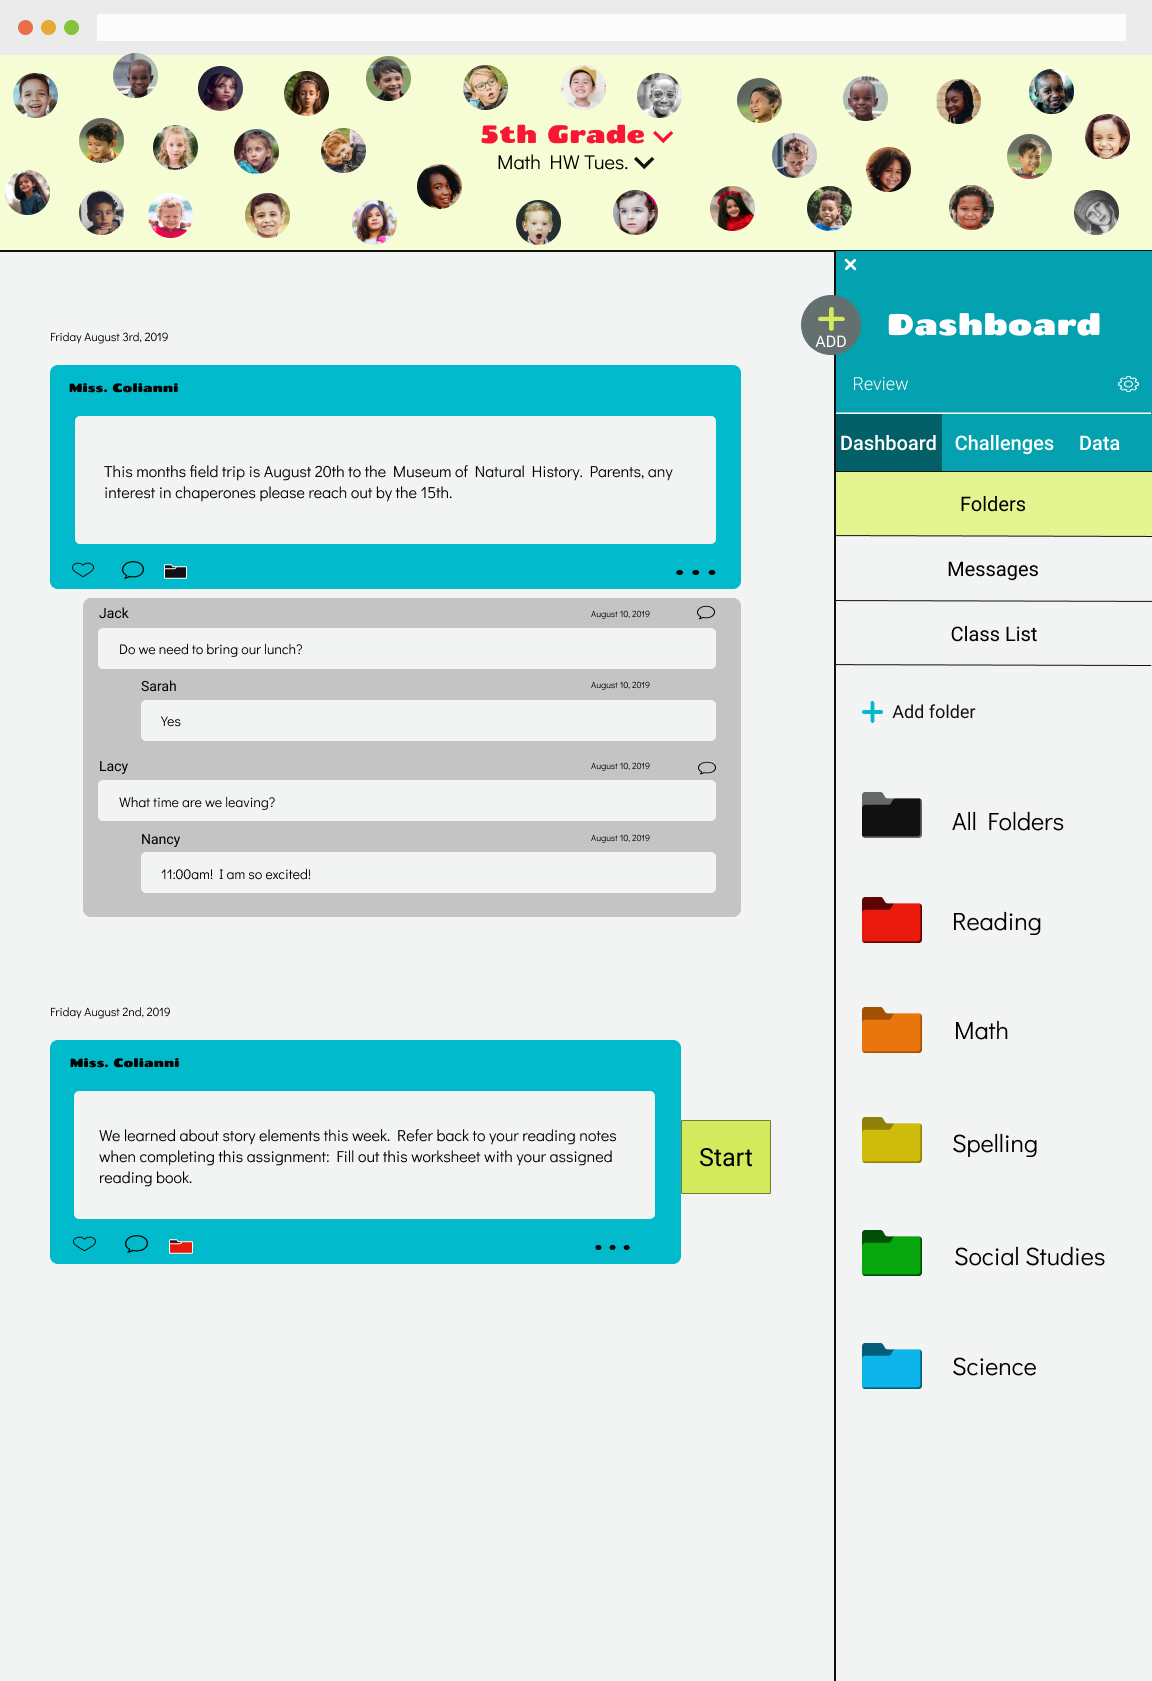 5th Grade
Math HW Tues.
Friday August 3rd, 2019
Miss. Colianni
This months field trip is August 20th to the Museum of Natural History. Parents, any
interest in chaperones please reach out by the 15th.
Jack
August 10, 2019
Do we need to bring our lunch?
Sarah
August 10, 2019
Yes
Lacy
August 10, 2019
What time are we leaving?
Nancy
August 10, 2019
11:00am! I am so excited!
Friday August 2nd, 2019
Miss. Colianni
We learned about story elements this week. Refer back to your reading notes
when completing this assignment: Fill out this worksheet with your assigned
reading book.
Start
ADD
Dashboard
Review
Dashboard Challenges Data
Folders
Messages
Class List
Add folder
All Folders
Reading
Math
Spelling
Social Studies
Science